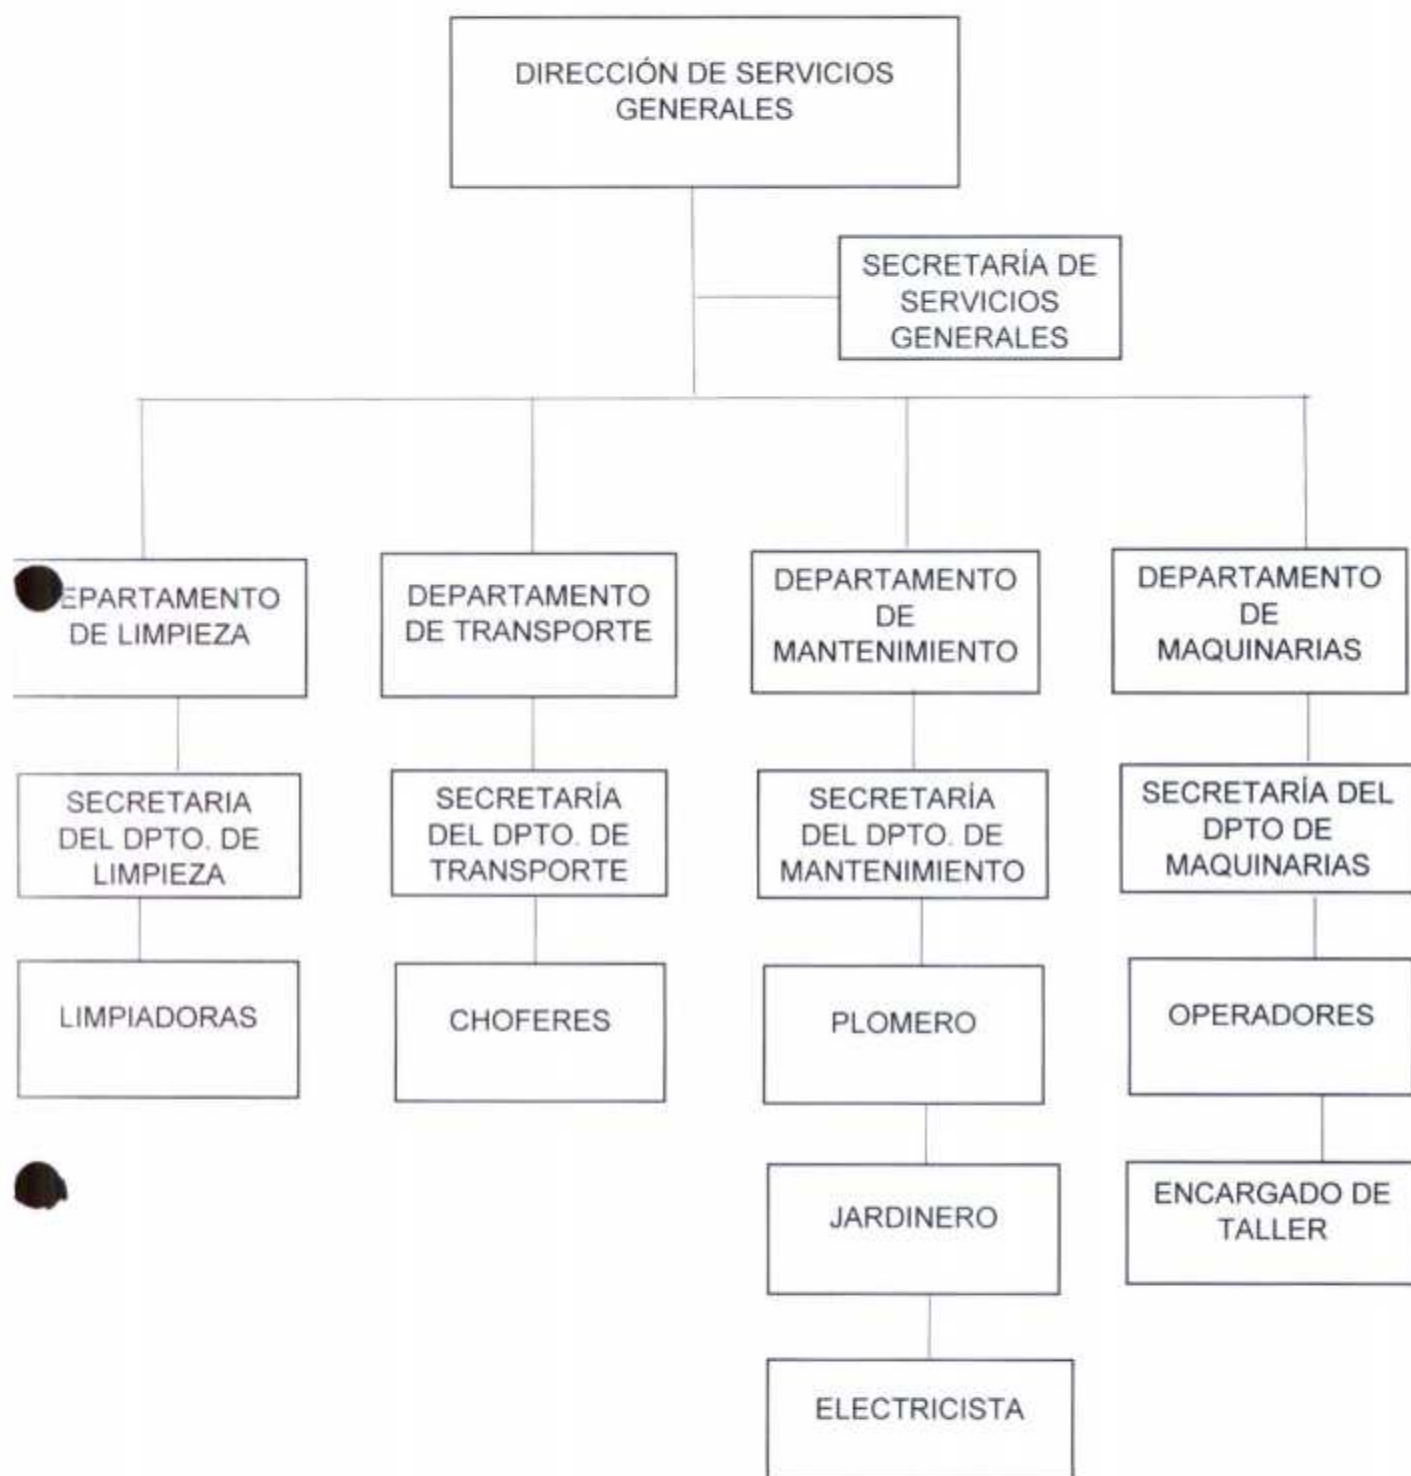 DIRECCIÓN DE SERVICIOS
GENERALES
SECRETARÍA DE
SERVICIOS
GENERALES
EPARTAMENTO
DE LIMPIEZA
DEPARTAMENTO
DE TRANSPORTE
DEPARTAMENTO
DE
MANTENIMIENTO
DEPARTAMENTO
DE
MAQUINARIAS
SECRETARIA
DEL DPTO. DE
LIMPIEZA
SECRETARÍA
DEL DPTO. DE
TRANSPORTE
SECRETARÍA
DEL DPTO. DE
MANTENIMIENTO
SECRETARÍA DEL
DPTO DE
MAQUINARIAS
LIMPIADORAS
CHOFERES
PLOMERO
OPERADORES
JARDINERO
ENCARGADO DE
TALLER
ELECTRICISTA